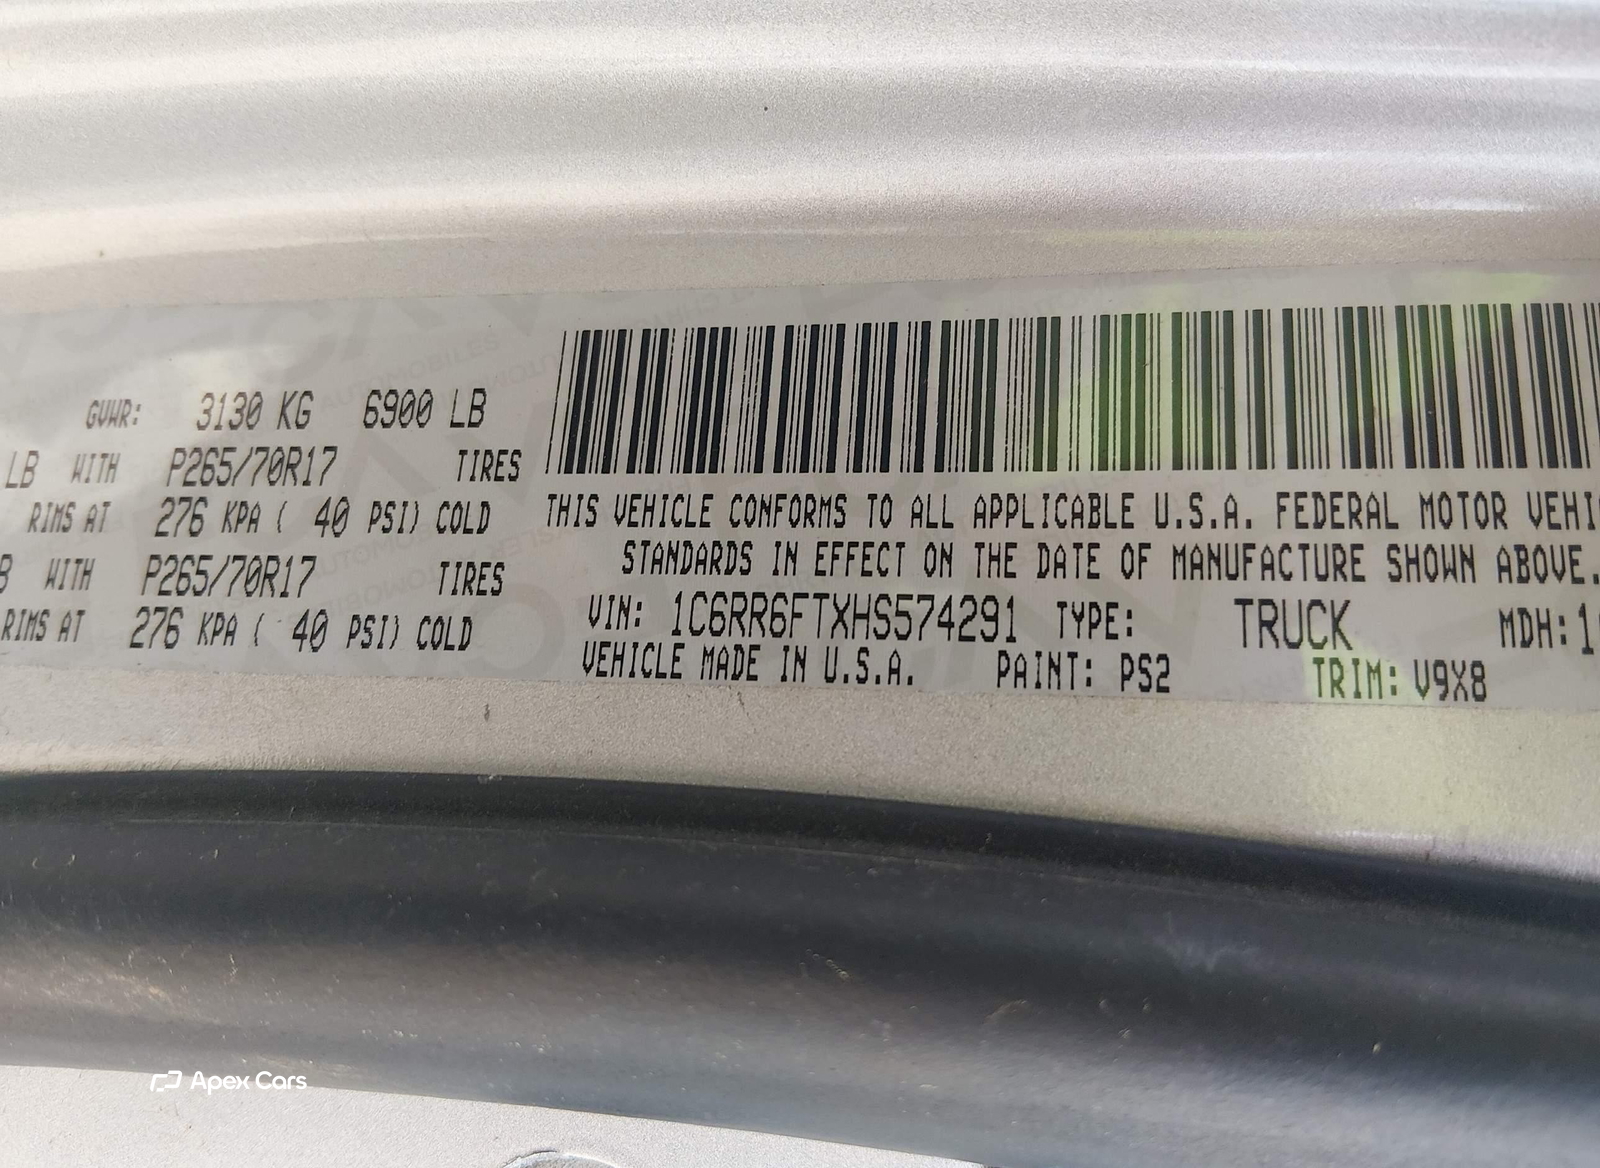 GVWR: 3130 KG 6900 LB
LB WITH P265/70R17 TIRES
RIMS AT 276 KPA ( 40 PSI) COLD
WITH P265/70R17 TIRES
RIMS AT 276 KPA ( 40 PSI) COLD
THIS VEHICLE CONFORMS TO ALL APPLICABLE U.S.A. FEDERAL MOTOR VEHI
STANDARDS IN EFFECT ON THE DATE OF MANUFACTURE SHOWN ABOVE.
VIN: 1C6RR6FTXHS574291 TYPE: TRUCK MDH:1
VEHICLE MADE IN U.S.A. PAINT: PS2 TRIM: V9X8
Apex Cars